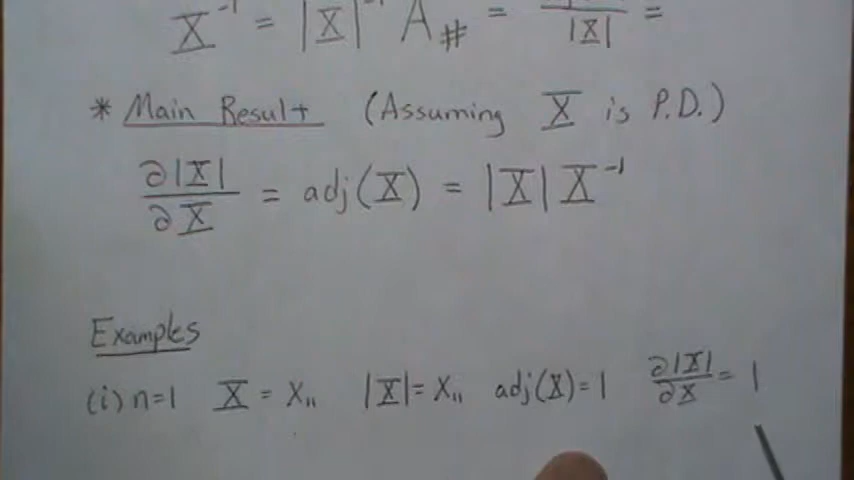 X⁻¹ = |X|⁻¹ A# = /|X| =
* Main Result (Assuming X is P.D.)
∂|X|/∂X = adj(X) = |X| X⁻¹
Examples
(i) n=1 X = X₁₁ |X| = X₁₁ adj(X) = 1 ∂|X|/∂X = 1